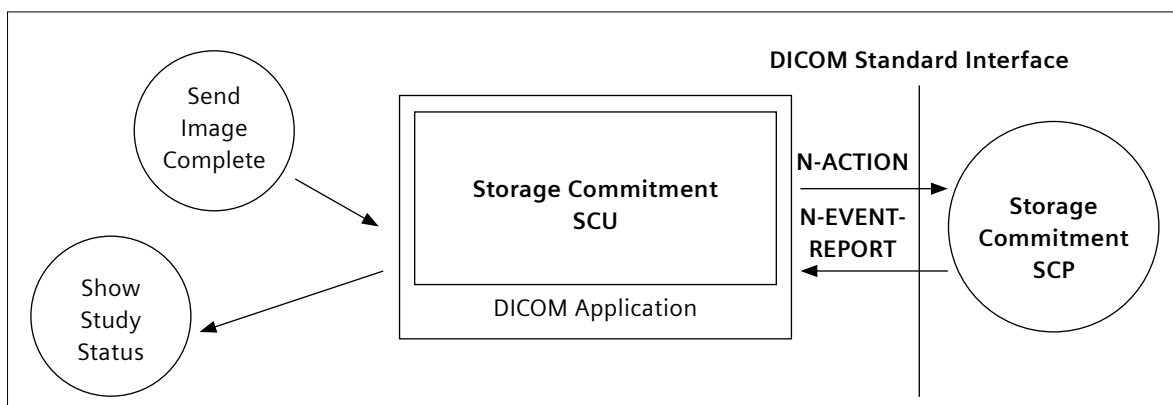 Send
Image
Complete
Show
Study
Status
Storage Commitment
SCU
DICOM Application
DICOM Standard Interface
N-ACTION
N-EVENT-
REPORT
Storage
Commitment
SCP